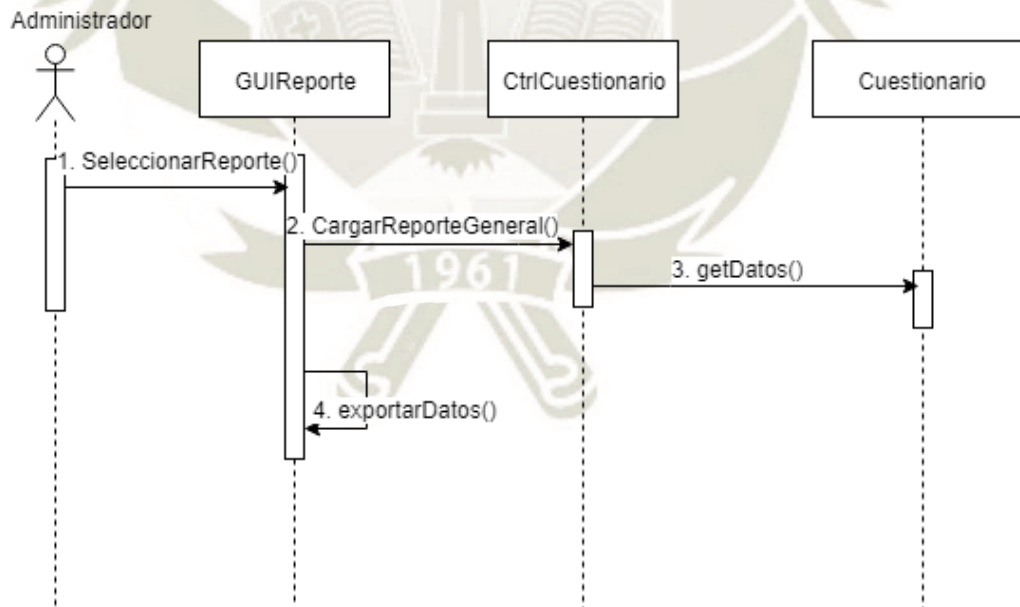 Administrador
GUIReporte
CtrlCuestionario
Cuestionario
1. SeleccionarReporte()
2. CargarReporteGeneral()
1961
3. getDatos()
4. exportarDatos()